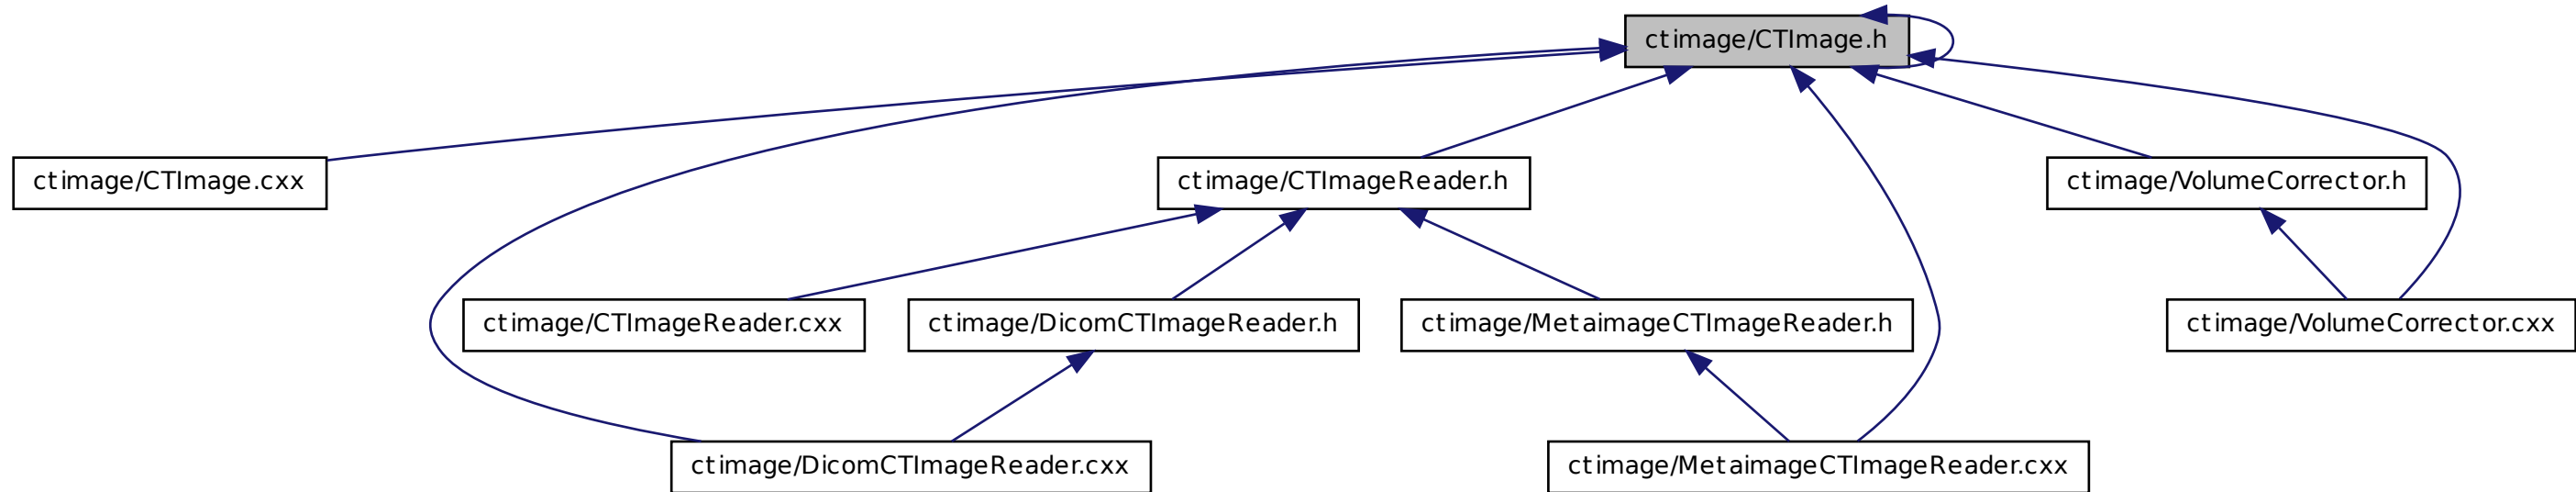 ctimage/CTImage.h
ctimage/CTImage.cxx
ctimage/CTImageReader.h
ctimage/VolumeCorrector.h
ctimage/CTImageReader.cxx
ctimage/DicomCTImageReader.h
ctimage/MetaimageCTImageReader.h
ctimage/VolumeCorrector.cxx
ctimage/DicomCTImageReader.cxx
ctimage/MetaimageCTImageReader.cxx